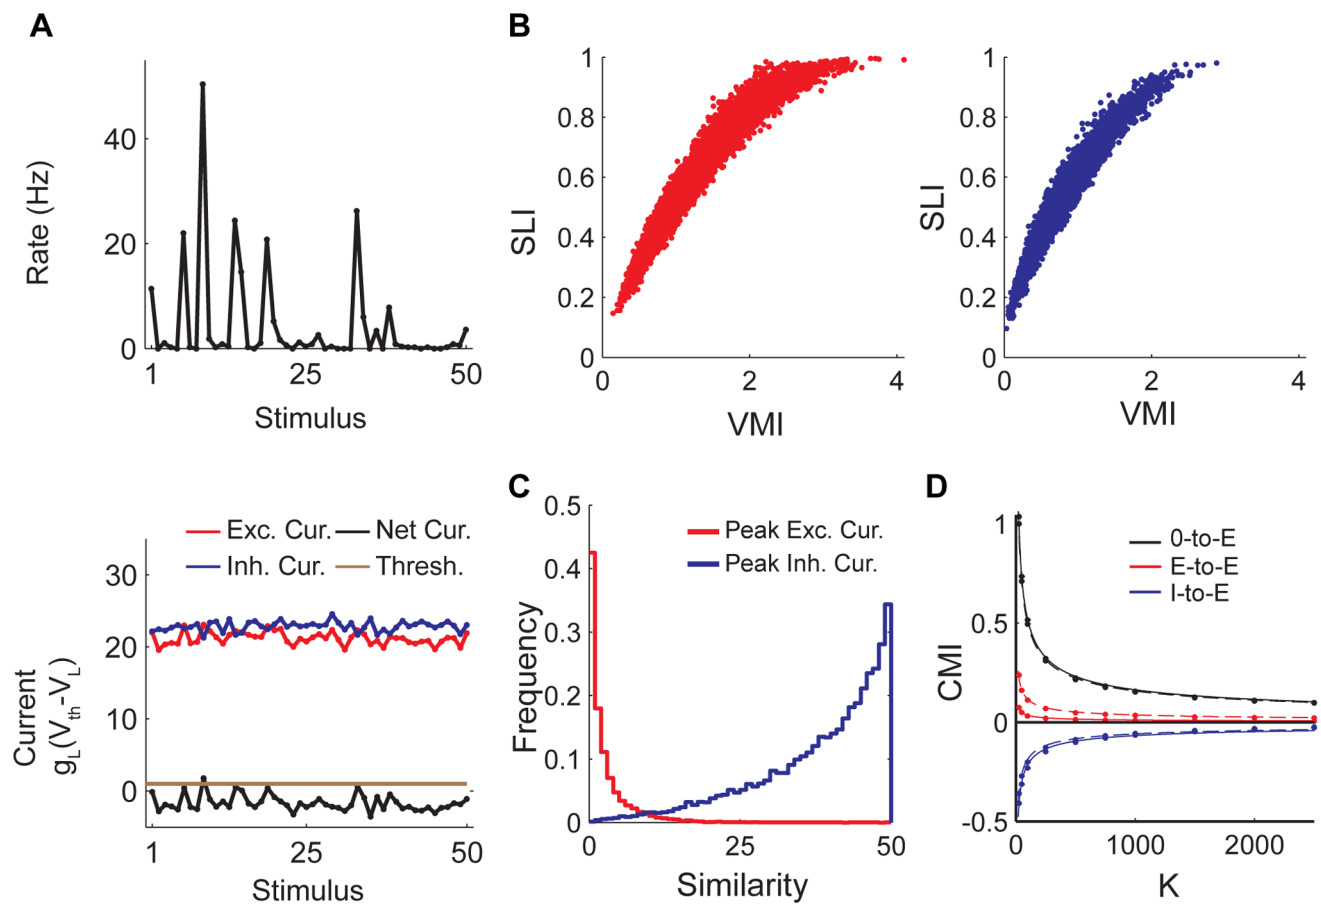 A
B
40
20
0
Rate (Hz)
1
25
50
Stimulus
1
0.8
0.6
0.4
0.2
0
SLI
0
2
4
VMI
1
0.8
0.6
0.4
0.2
0
SLI
0
2
4
VMI
Exc. Cur.
Net Cur.
Inh. Cur.
Thresh.
30
20
10
0
Current
gL(Vth-VL)
1
25
50
Stimulus
C
0.5
0.4
0.3
0.2
0.1
0
Frequency
Peak Exc. Cur.
Peak Inh. Cur.
0
25
50
Similarity
D
1
0.5
0
-0.5
CMI
0-to-E
E-to-E
I-to-E
0
1000
2000
K